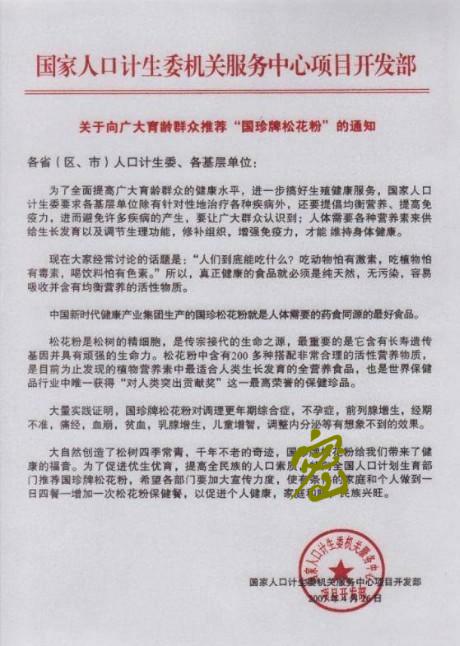 国家人口计生委机关服务中心项目开发部
关于向广大育龄群众推荐“国珍牌松花粉”的通知
各省（区、市）人口计生委、各基层单位：
为了全面提高广大育龄群众的健康水平，进一步搞好生殖健康服务，国家人口
计生委要求各基层单位除有针对性地治疗各种疾病外，还要提倡均衡营养、提高免
疫力，进而避免许多疾病的产生，要让广大群众认识到：人体需要各种营养素来供
给生长发育以及调节生理功能，修补组织，增强免疫力，才能 维持身体健康。
现在大家经常讨论的话题是：“人们到底能吃什么？吃动物怕有激素，吃植物怕
有毒素，喝饮料怕有色素。”所以，真正健康的食品就必须是纯天然，无污染，容易
吸收并含有均衡营养的活性物质。
中国新时代健康产业集团生产的国珍松花粉就是人体需要的药食同源的最好食品。
松花粉是松树的精细胞，是传宗接代的生命之源，最重要的是它含有长寿遗传
基因并具有顽强的生命力。松花粉中含有200 多种搭配非常合理的活性营养物质，
是目前为止发现的植物营养素中最适合人类生长发育的全营养食品，也是世界保健
品行业中唯一获得“对人类突出贡献奖”这一最高荣誉的保健珍品。
大量实践证明，国珍牌松花粉对调理更年期综合症，不孕症，前列腺增生，经期
不准，痛经，血崩，贫血，乳腺增生，儿童增智，调整内分泌等有想象不到的效果。
大自然创造了松树四季常青，千年不老的奇迹，国珍牌松花粉给我们带来了健
康的福音。为了促进优生优育，提高全民族的人口素质 全国人口计划生育部
门推荐国珍牌松花粉，希望各部门要加大宣传力度，使有条件的家庭和个人做到一
日四餐一增加一次松花粉保健餐，以促进个人健康，家庭和 民族兴旺。
密
国家人口计生委机关服务中心
项目开发部
国家人口计生委机关服务中心项目开发部
2007 年 4 月 26 日